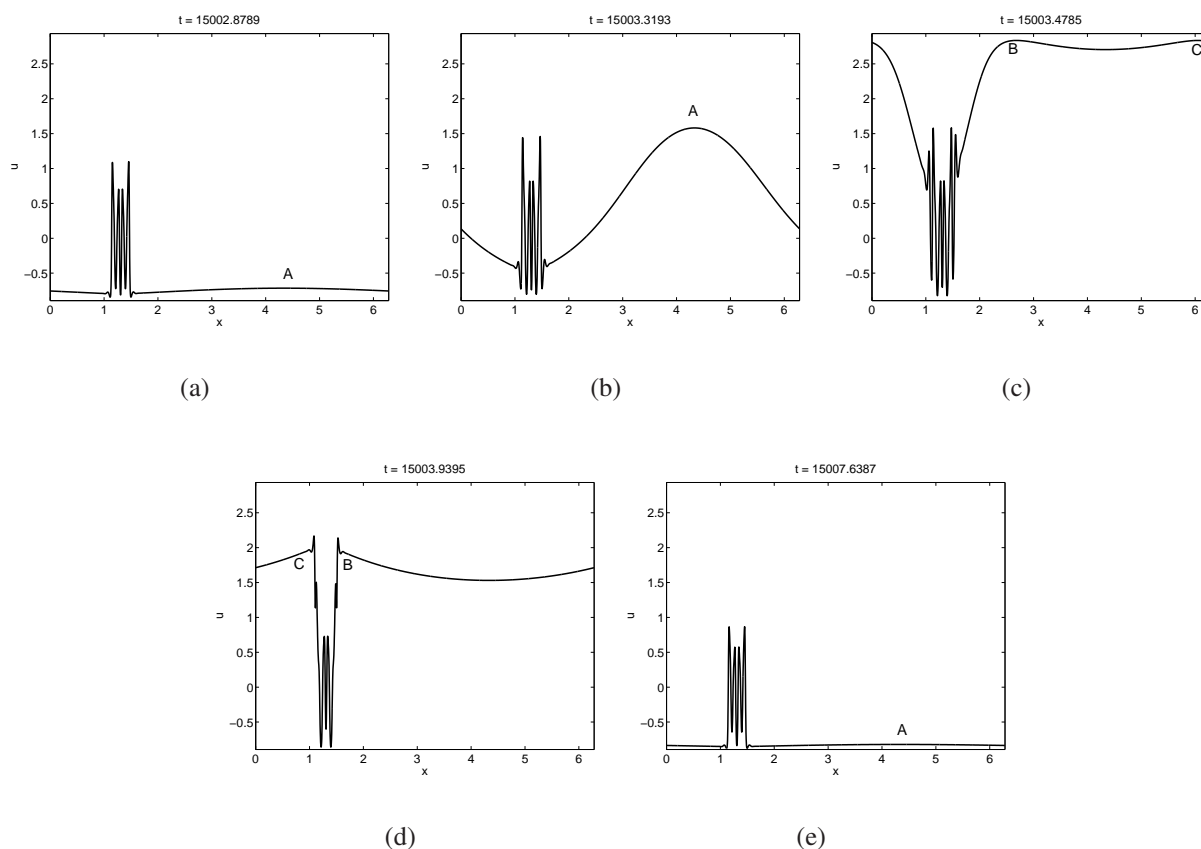 t = 15002.8789
2.5
2
1.5
1
0.5
0
−0.5
u
A
0 1 2 3 4 5 6
x
(a)
t = 15003.3193
2.5
2
1.5
1
0.5
0
−0.5
u
A
0 1 2 3 4 5 6
x
(b)
t = 15003.4785
2.5
2
1.5
1
0.5
0
−0.5
u
B C
0 1 2 3 4 5 6
x
(c)
t = 15003.9395
2.5
2
1.5
1
0.5
0
−0.5
u
C B
0 1 2 3 4 5 6
x
(d)
t = 15007.6387
2.5
2
1.5
1
0.5
0
−0.5
u
A
0 1 2 3 4 5 6
x
(e)